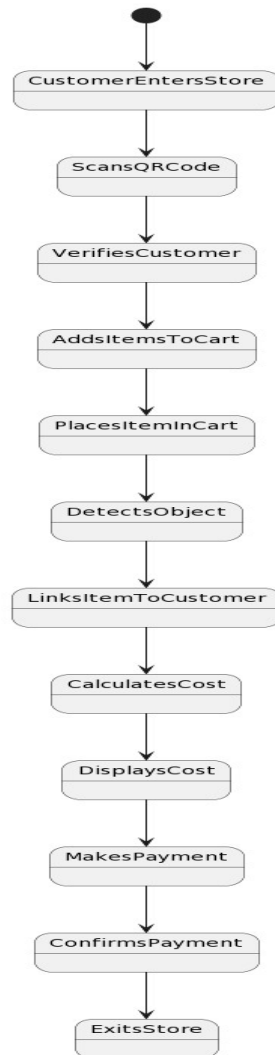 CustomerEntersStore
ScansQRCode
VerifiesCustomer
AddsItemsToCart
PlacesItemInCart
DetectsObject
LinksItemToCustomer
CalculatesCost
DisplaysCost
MakesPayment
ConfirmsPayment
ExitsStore